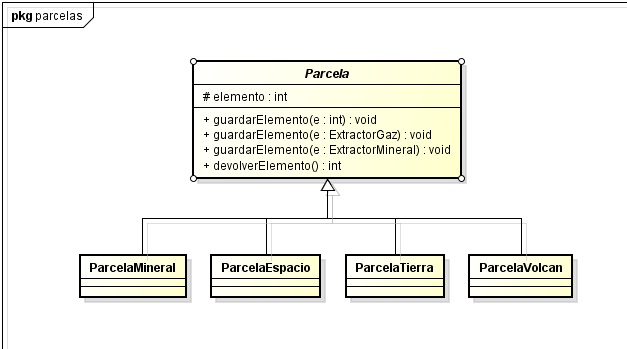 pkg parcelas
Parcela
# elemento : int
+ guardarElemento(e : int) : void
+ guardarElemento(e : ExtractorGaz) : void
+ guardarElemento(e : ExtractorMineral) : void
+ devolverElemento() : int
ParcelaMineral
ParcelaEspacio
ParcelaTierra
ParcelaVolcan